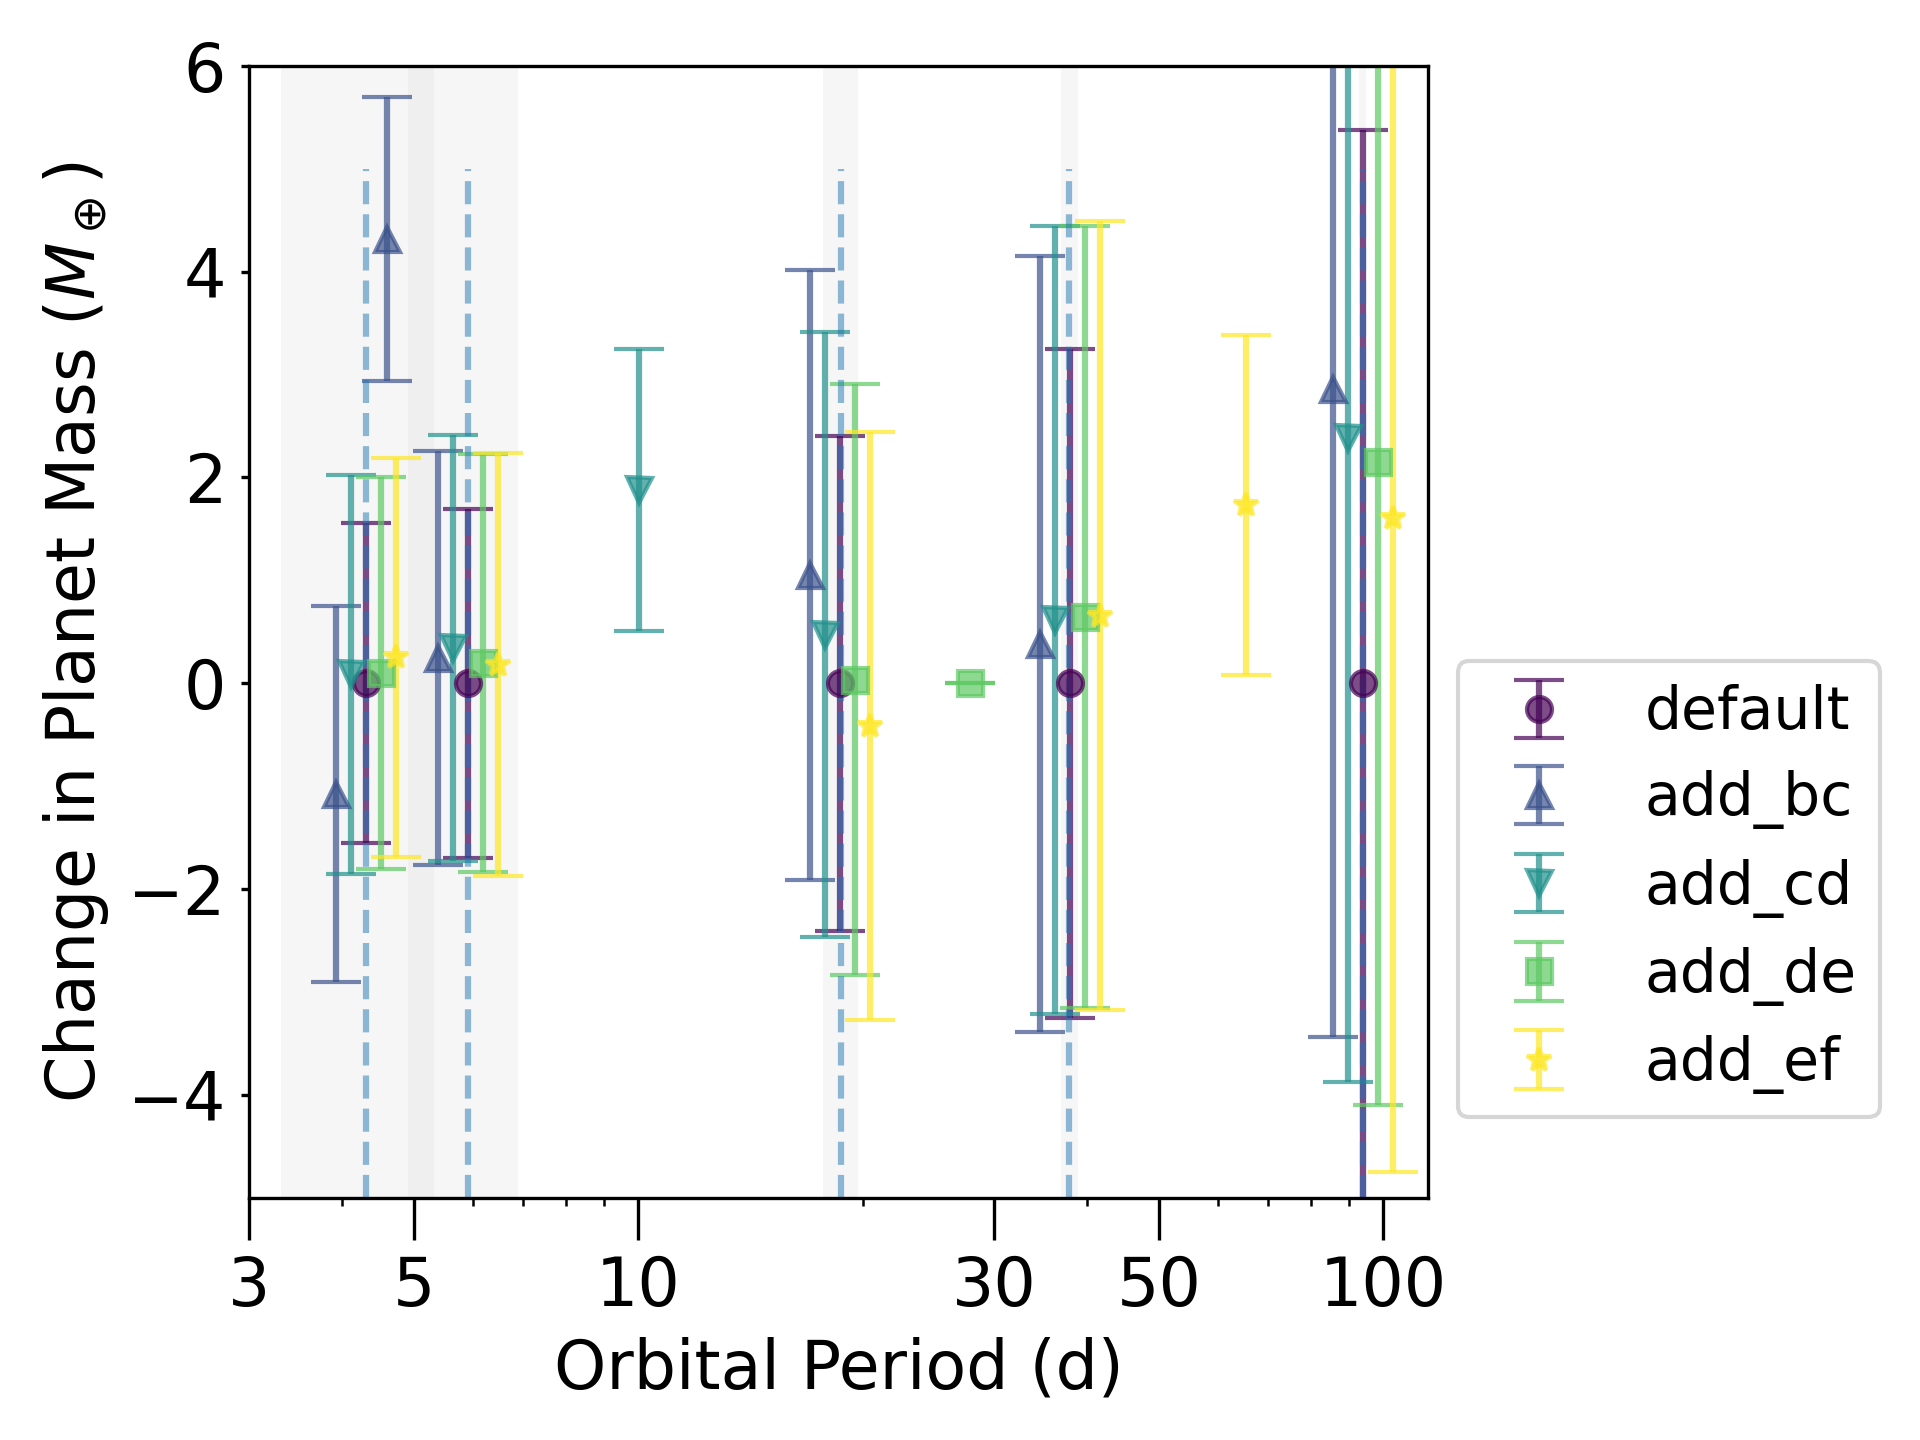 Change in Planet Mass (M⊕)
6
4
2
0
−2
−4
3
5
10
30
50
100
Orbital Period (d)
default
add_bc
add_cd
add_de
add_ef